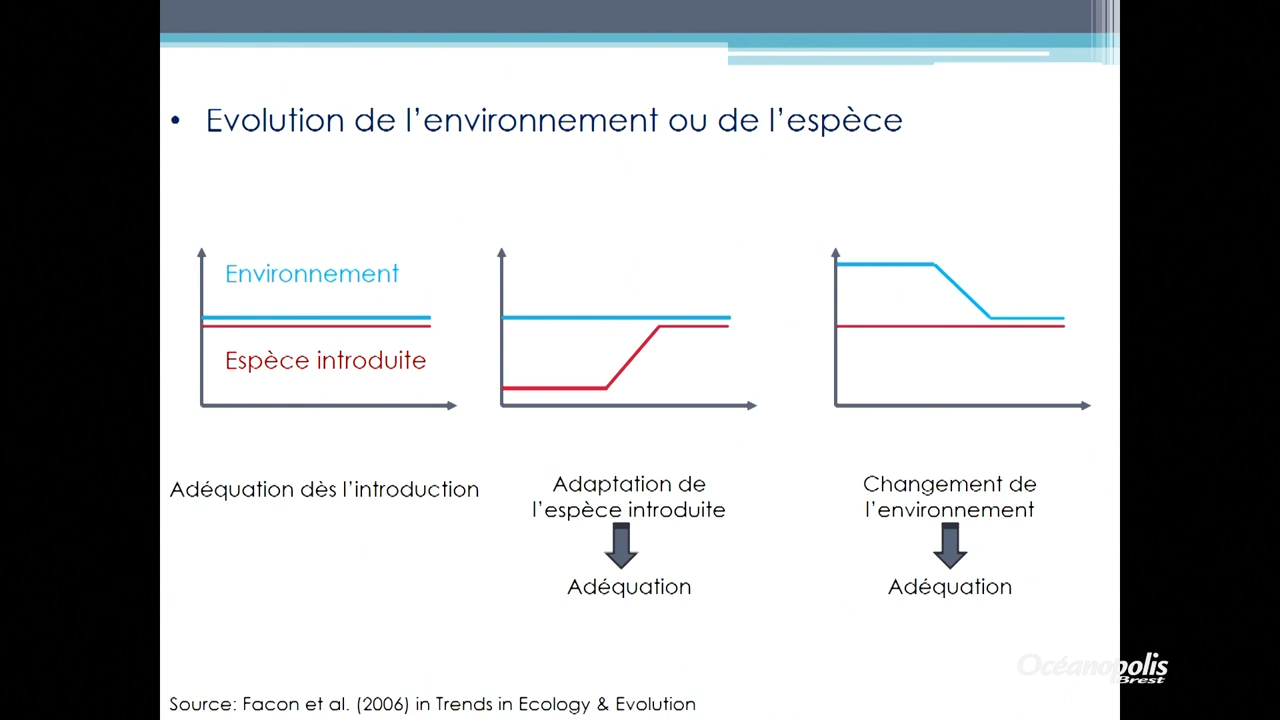 • Evolution de l'environnement ou de l'espèce
Environnement
Espèce introduite
Adéquation dès l'introduction
Adaptation de
l'espèce introduite
Adéquation
Changement de
l'environnement
Adéquation
Océanopolis
Brest
Source: Facon et al. (2006) in Trends in Ecology & Evolution